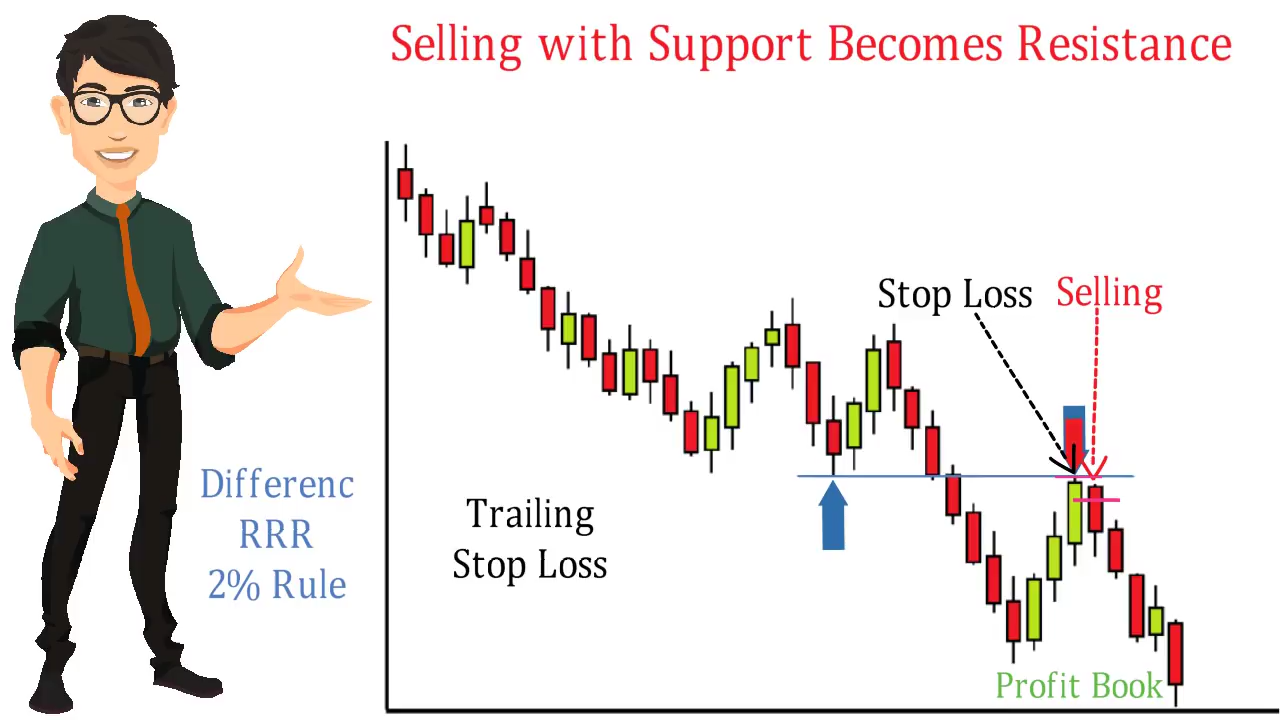 Selling with Support Becomes Resistance
Stop Loss
Selling
Differenc
RRR
2% Rule
Trailing
Stop Loss
Profit Book